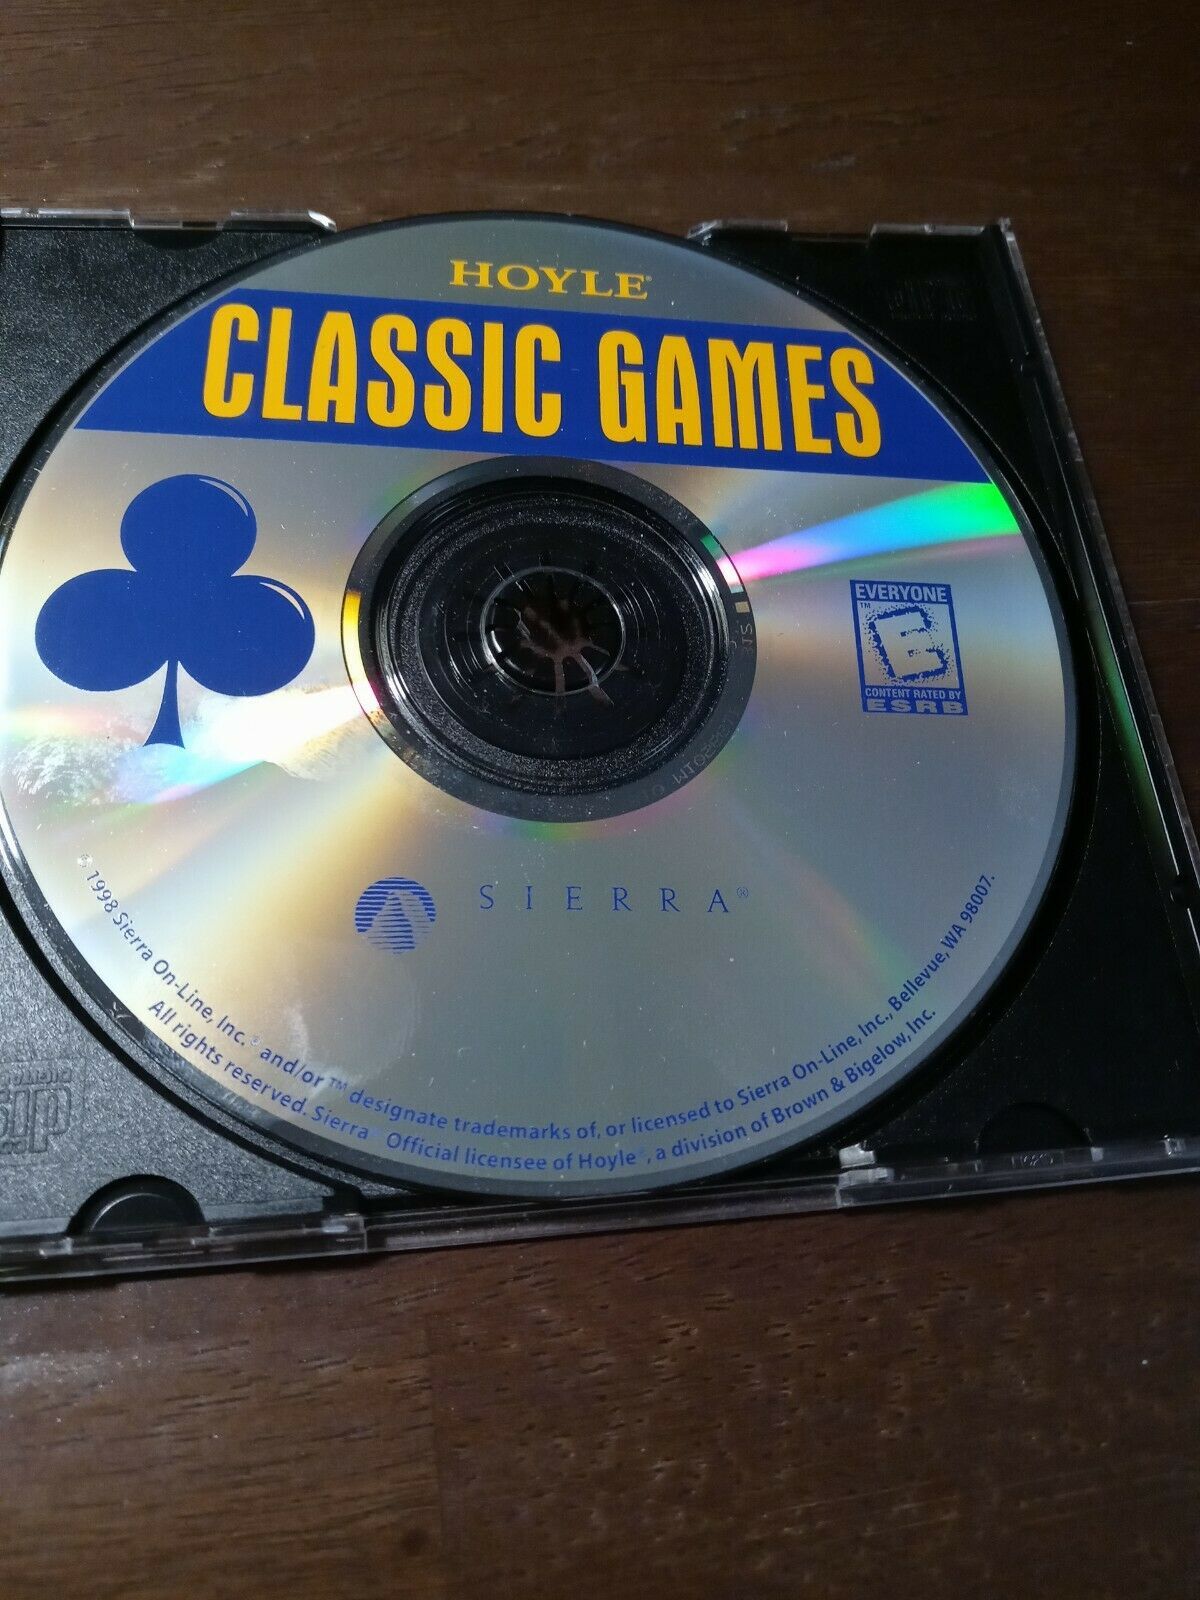 HOYLE®
CLASSIC GAMES
EVERYONE
™
E
CONTENT RATED BY
ESRB
SIERRA®
© 1998 Sierra On-Line, Inc. ® and/or ™ designate trademarks of, or licensed to Sierra On-Line, Inc., Bellevue, WA 98007.
All rights reserved. Sierra® Official licensee of Hoyle®, a division of Brown & Bigelow, Inc.